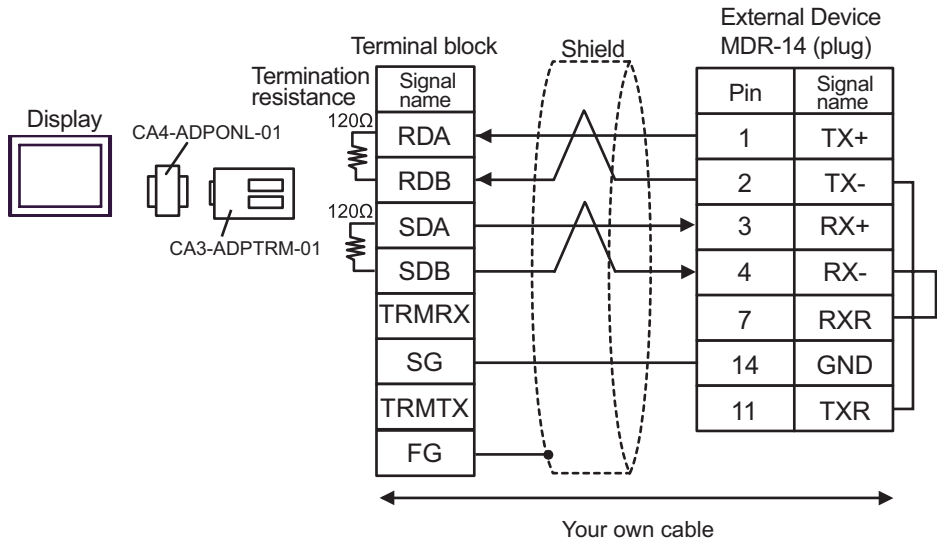 External Device
MDR-14 (plug)
Terminal block
Shield
Termination
resistance
Signal
name
Pin
Signal
name
Display
CA4-ADPONL-01
120Ω
RDA
1
TX+
RDB
2
TX-
120Ω
SDA
3
RX+
CA3-ADPTRM-01
SDB
4
RX-
TRMRX
7
RXR
SG
14
GND
TRMTX
11
TXR
FG
Your own cable